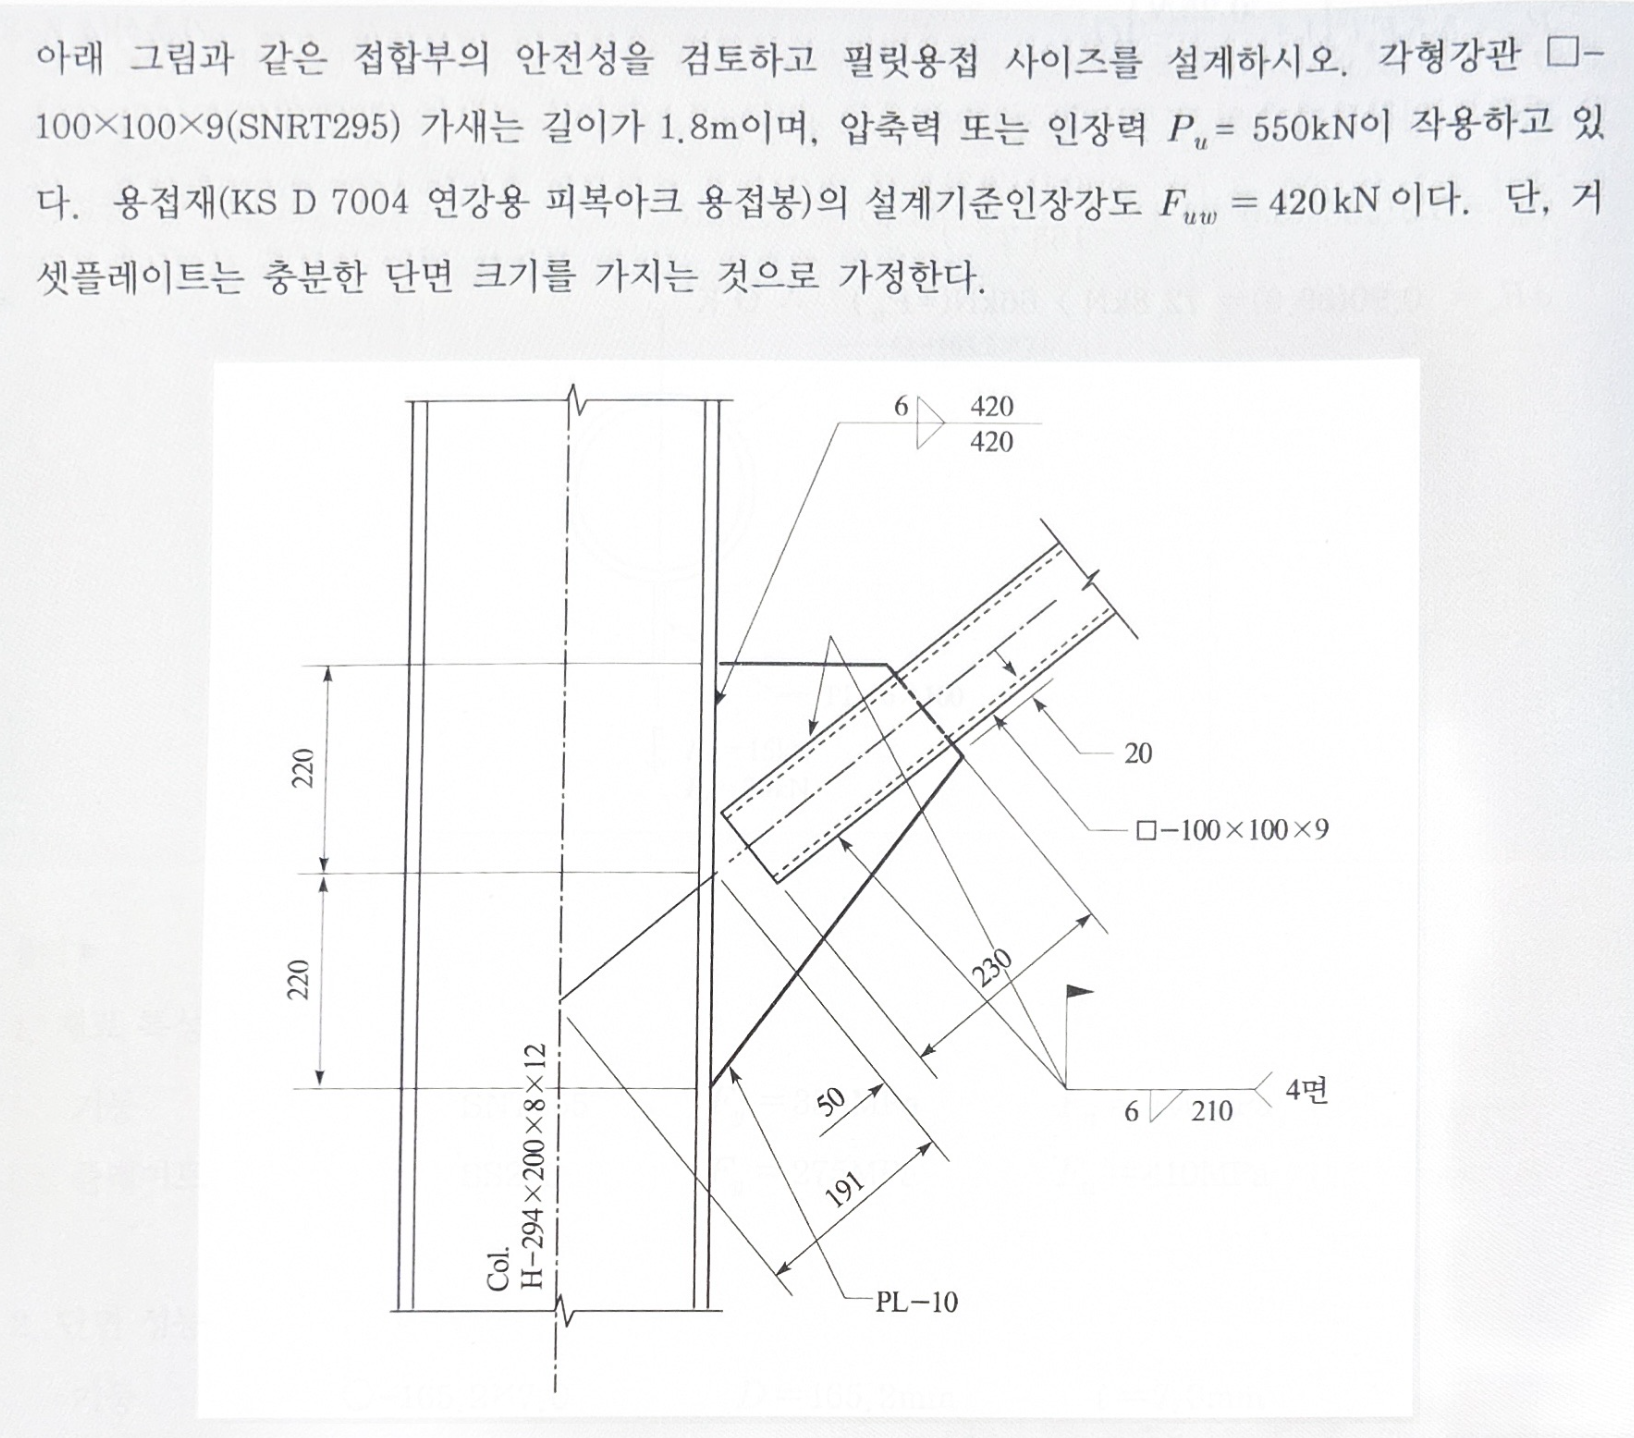 아래 그림과 같은 접합부의 안전성을 검토하고 필릿용접 사이즈를 설계하시오. 각형강관 □-
100×100×9(SNRT295) 가새는 길이가 1.8m이며, 압축력 또는 인장력 Pu = 550kN이 작용하고 있
다. 용접재(KS D 7004 연강용 피복아크 용접봉)의 설계기준인장강도 Fuw = 420kN 이다. 단, 거
셋플레이트는 충분한 단면 크기를 가지는 것으로 가정한다.
6 420
420
220
20
□-100×100×9
220
230
50
191
Col.
H-294×200×8×12
6 210 4면
PL-10